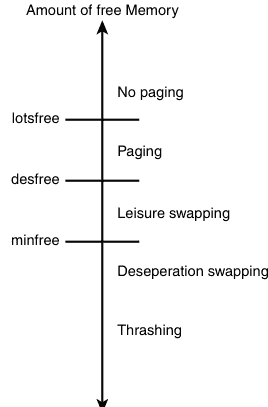 Amount of free Memory
No paging
lotsfree
Paging
desfree
Leisure swapping
minfree
Deseperation swapping
Thrashing